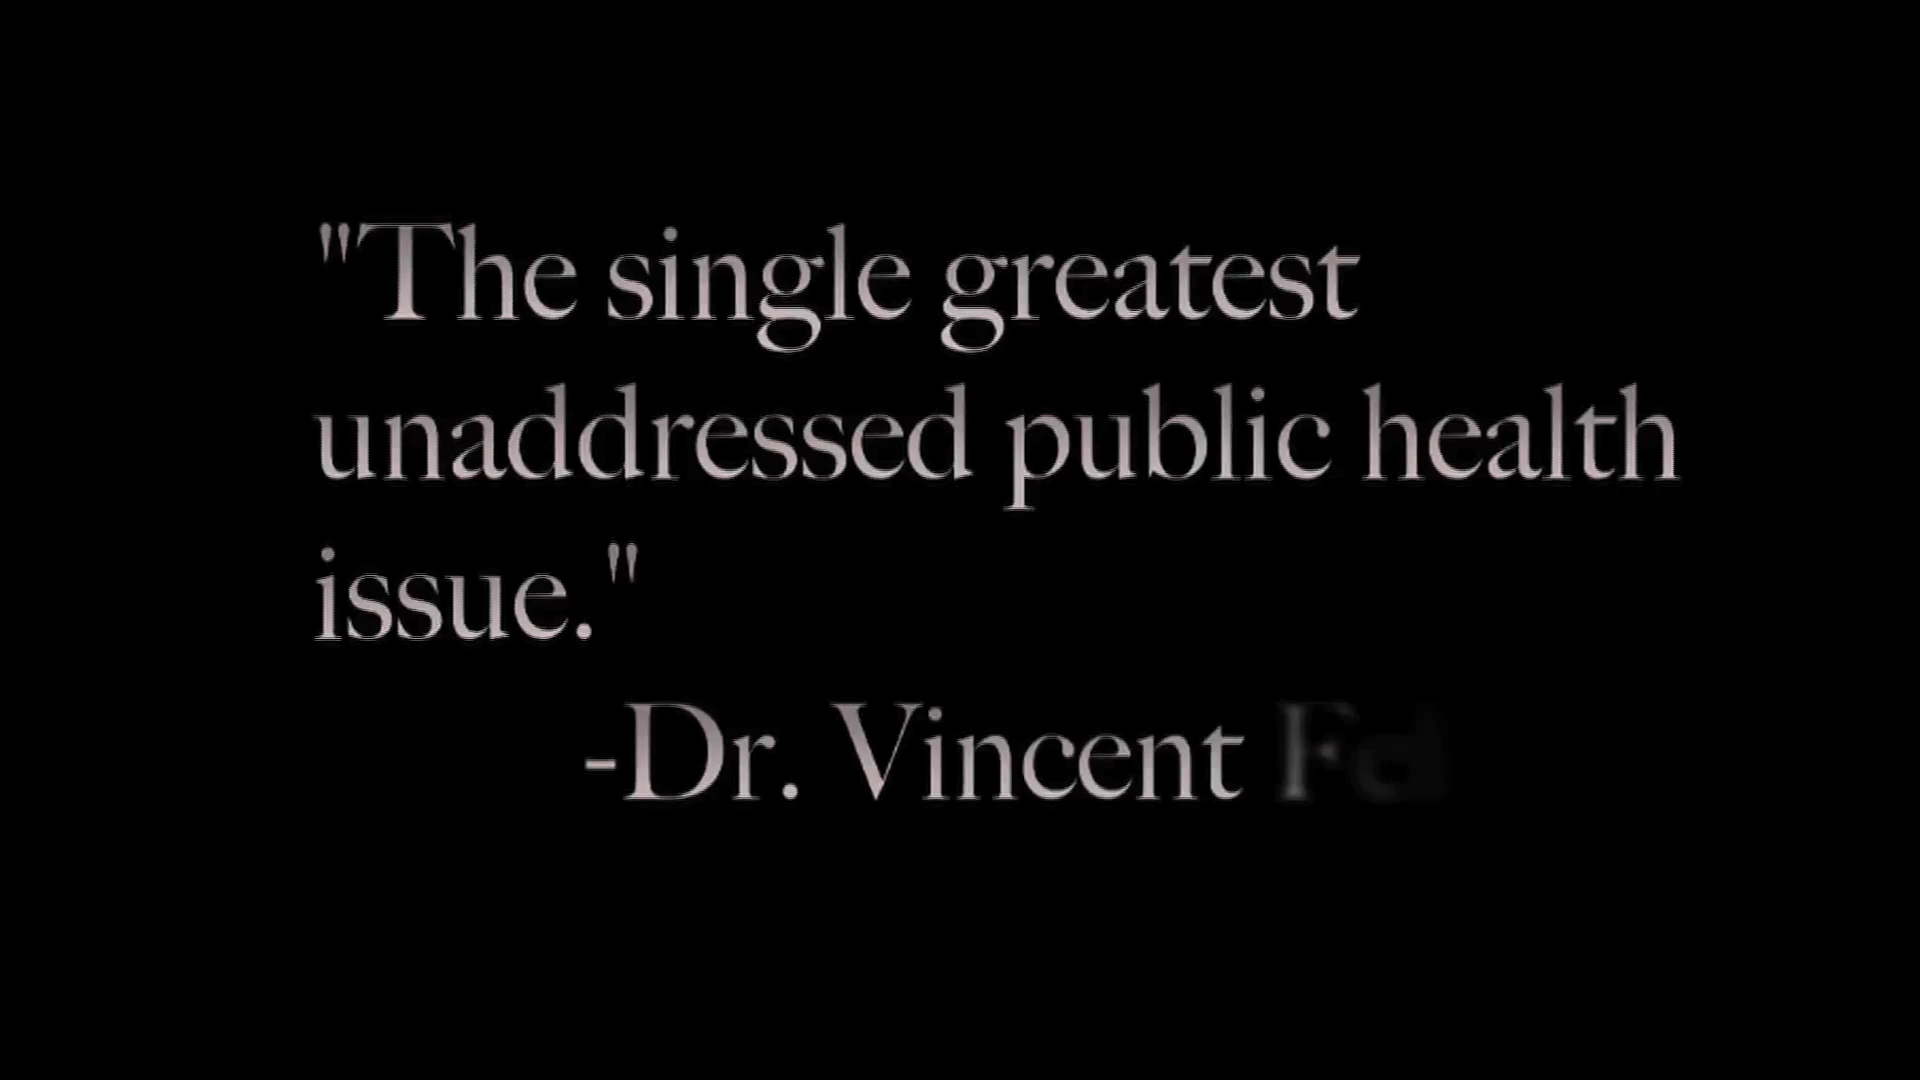 "The single greatest
unaddressed public health
issue."
-Dr. Vincent